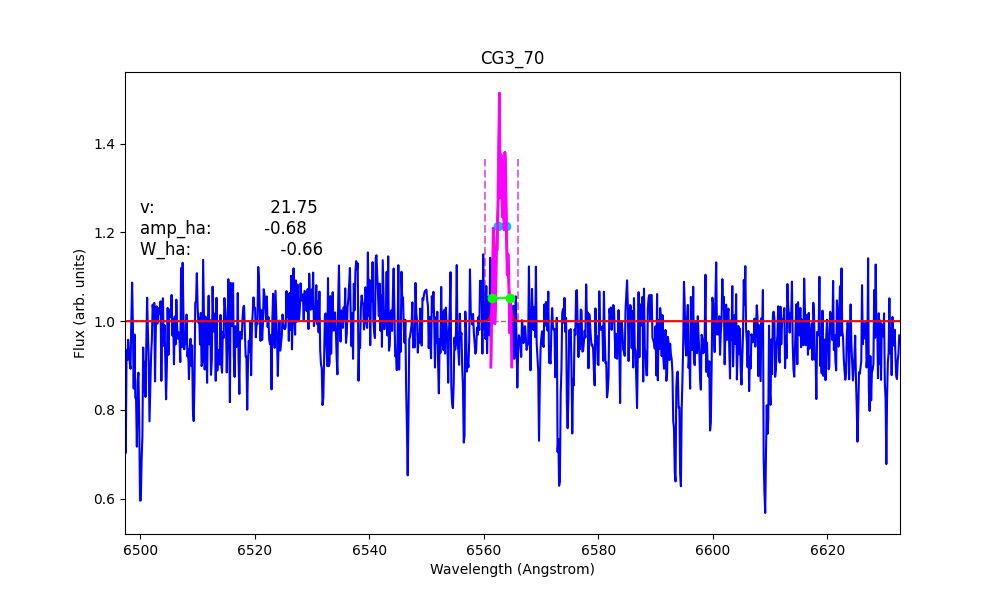 CG3_70
v: 21.75
amp_ha: -0.68
W_ha: -0.66
Flux (arb. units)
1.4
1.2
1.0
0.8
0.6
6500 6520 6540 6560 6580 6600 6620
Wavelength (Angstrom)